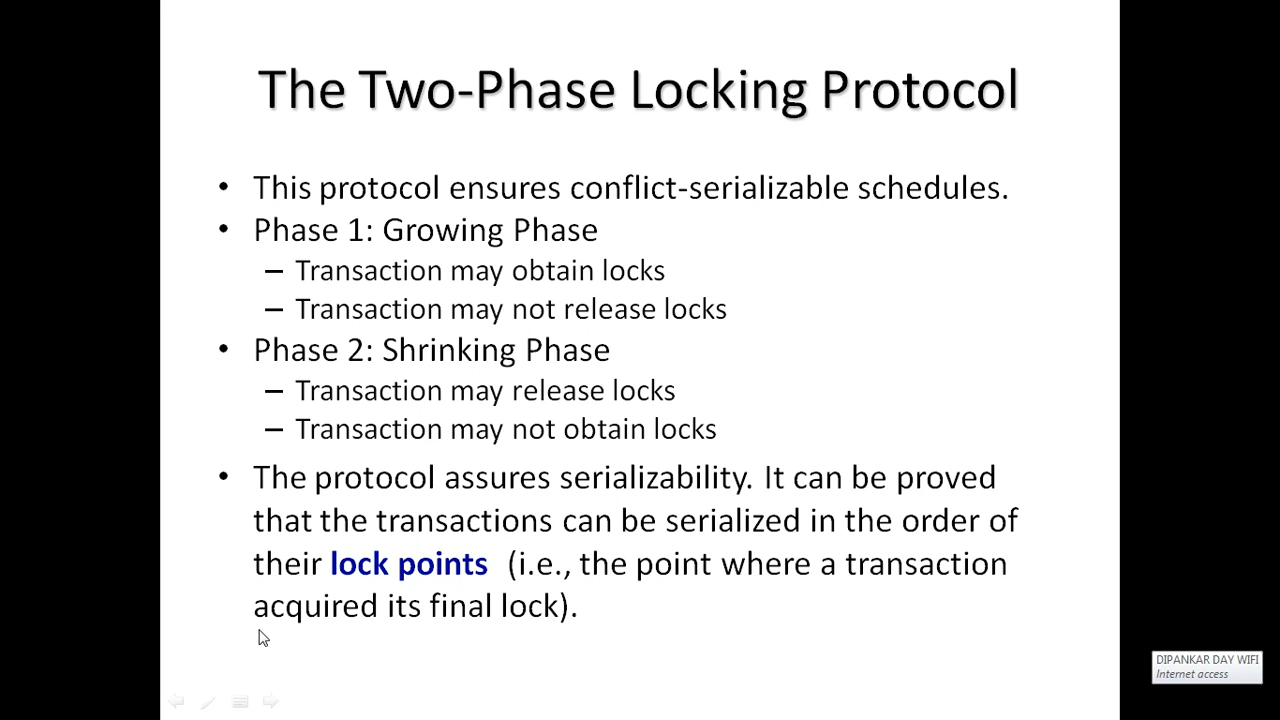 The Two-Phase Locking Protocol
• This protocol ensures conflict-serializable schedules.
• Phase 1: Growing Phase
– Transaction may obtain locks
– Transaction may not release locks
• Phase 2: Shrinking Phase
– Transaction may release locks
– Transaction may not obtain locks
• The protocol assures serializability. It can be proved
that the transactions can be serialized in the order of
their lock points (i.e., the point where a transaction
acquired its final lock).
DIPANKAR DAY WIFI
Internet access